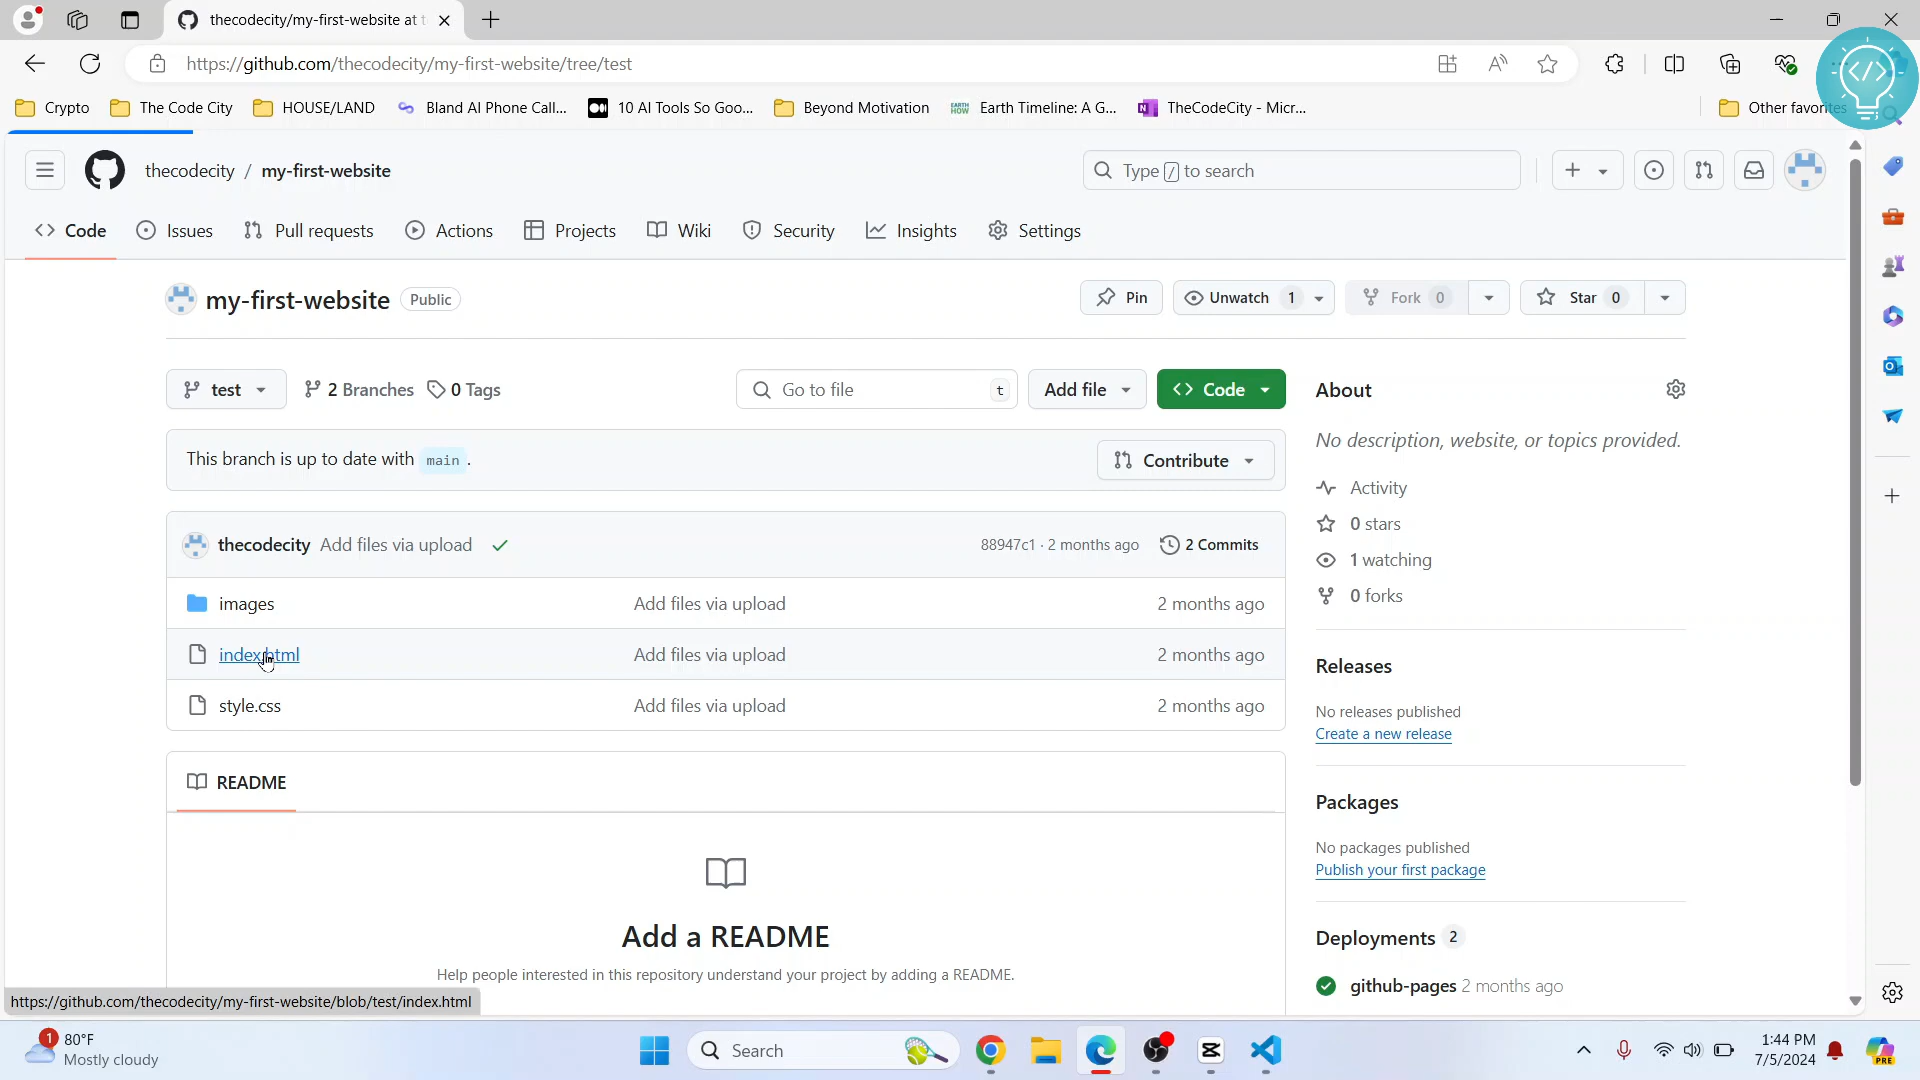 thecodecity/my-first-website at t
https://github.com/thecodecity/my-first-website/tree/test
Crypto
The Code City
HOUSE/LAND
Bland AI Phone Call...
10 AI Tools So Goo...
Beyond Motivation
Earth Timeline: A G...
TheCodeCity - Micr...
Other favorites
thecodecity / my-first-website
Type / to search
Code
Issues
Pull requests
Actions
Projects
Wiki
Security
Insights
Settings
my-first-website Public
Pin
Unwatch 1
Fork 0
Star 0
test
2 Branches
0 Tags
Go to file t
Add file
<> Code
About
No description, website, or topics provided.
This branch is up to date with main .
Contribute
Activity
0 stars
1 watching
0 forks
thecodecity Add files via upload
88947c1 · 2 months ago
2 Commits
images Add files via upload 2 months ago
index.html Add files via upload 2 months ago
style.css Add files via upload 2 months ago
Releases
No releases published
Create a new release
README
Add a README
Help people interested in this repository understand your project by adding a README.
Packages
No packages published
Publish your first package
Deployments 2
github-pages 2 months ago
https://github.com/thecodecity/my-first-website/blob/test/index.html
1
80°F
Mostly cloudy
Search
1:44 PM
7/5/2024
PRE